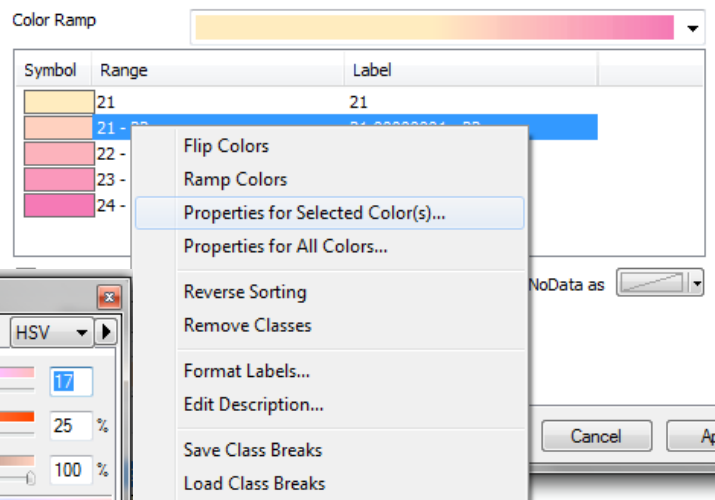 Color Ramp
Symbol Range Label
21 21
21 -
22 -
23 -
24 -
Flip Colors
Ramp Colors
Properties for Selected Color(s)...
Properties for All Colors...
Reverse Sorting
Remove Classes
Format Labels...
Edit Description...
Save Class Breaks
Load Class Breaks
NoData as
HSV
17
25 %
100 %
Cancel
Ap